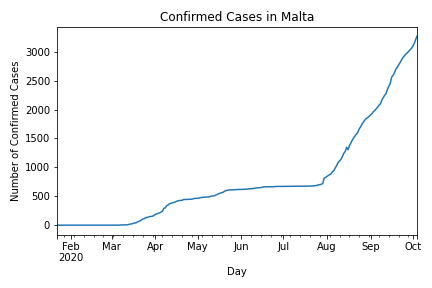 Confirmed Cases in Malta
Number of Confirmed Cases
3000
2500
2000
1500
1000
500
0
Feb Mar Apr May Jun Jul Aug Sep Oct
2020
Day